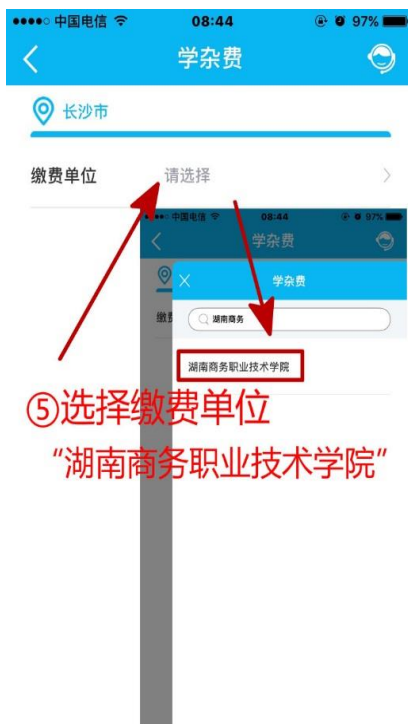 中国电信 08:44 97%
学杂费
长沙市
缴费单位 请选择
中国电信 08:44 97%
学杂费
学杂费
缴费
湖南商务
湖南商务职业技术学院
⑤选择缴费单位
“湖南商务职业技术学院”